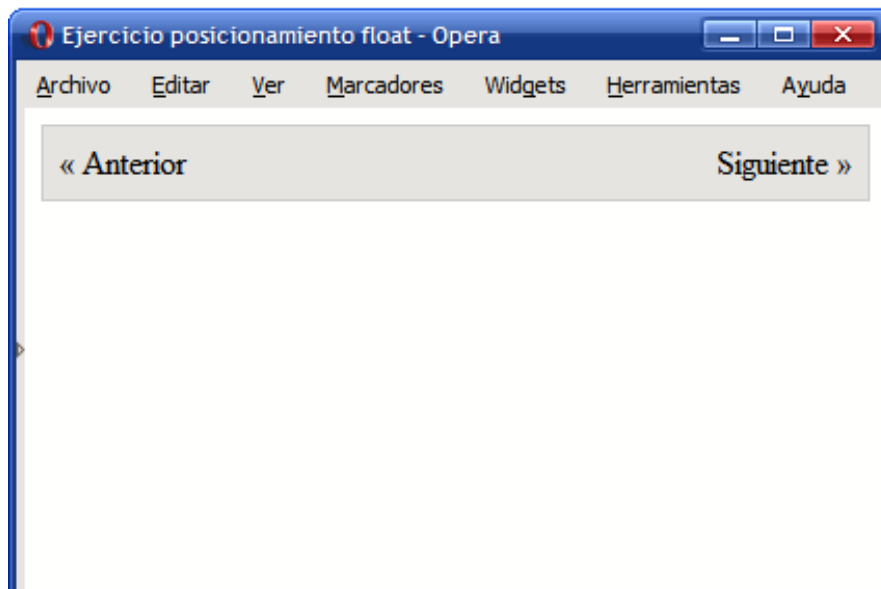 Ejercicio posicionamiento float - Opera
Archivo Editar Ver Marcadores Widgets Herramientas Ayuda
« Anterior Siguiente »